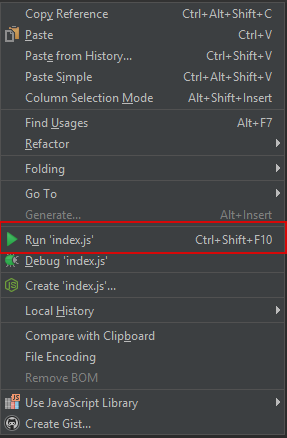 Copy Reference Ctrl+Alt+Shift+C
Paste Ctrl+V
Paste from History... Ctrl+Shift+V
Paste Simple Ctrl+Alt+Shift+V
Column Selection Mode Alt+Shift+Insert
Find Usages Alt+F7
Refactor
Folding
Go To
Generate... Alt+Insert
Run 'index.js' Ctrl+Shift+F10
Debug 'index.js'
Create 'index.js'...
Local History
Compare with Clipboard
File Encoding
Remove BOM
JS Use JavaScript Library
Create Gist...